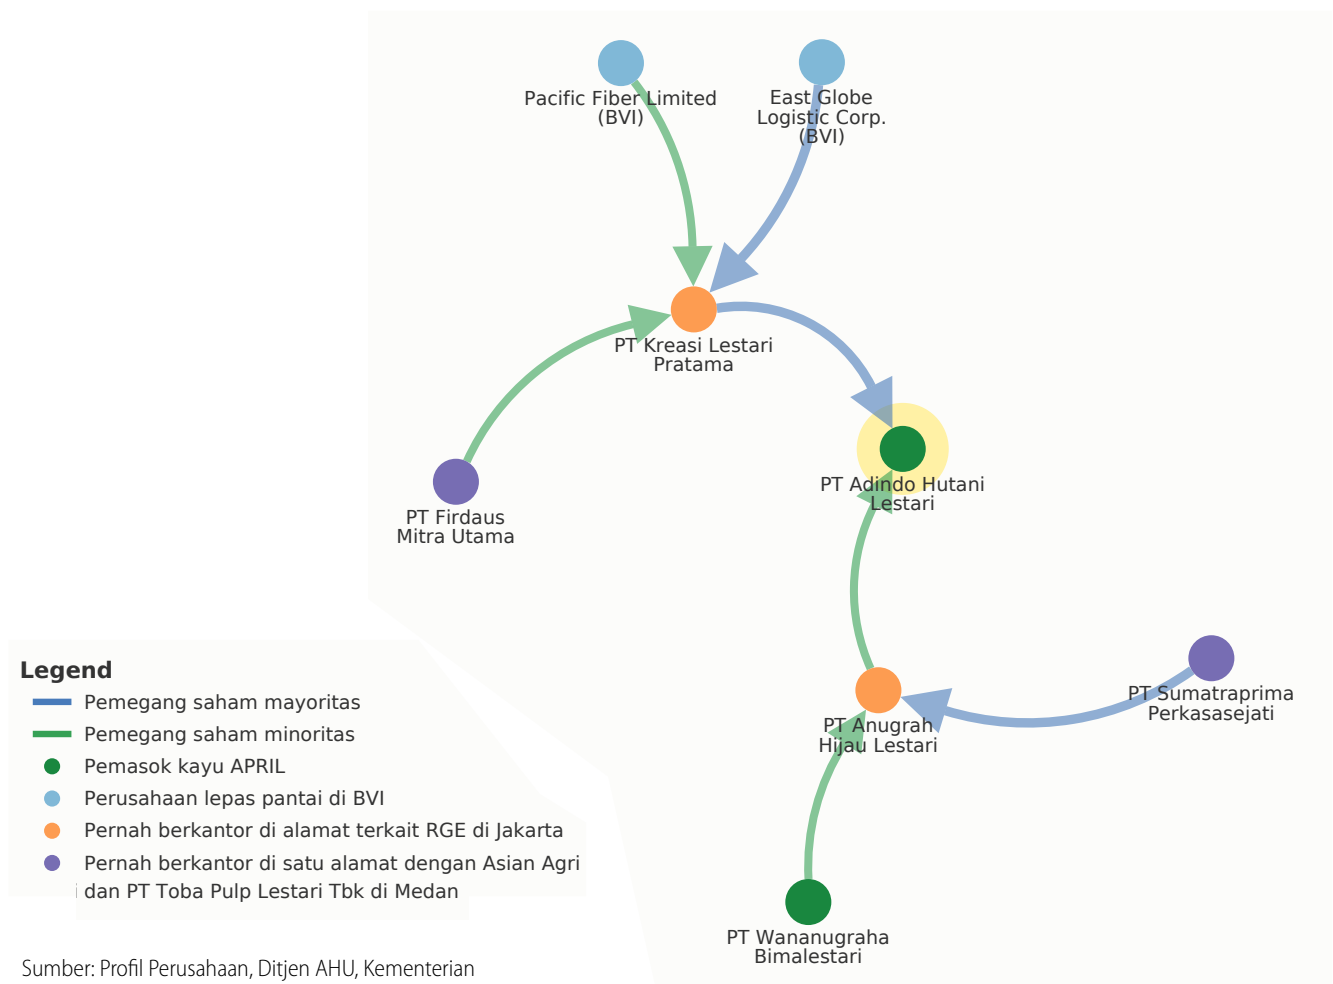 Pacific Fiber Limited
(BVI)
East Globe
Logistic Corp.
(BVI)
PT Kreasi Lestari
Pratama
PT Adindo Hutani
Lestari
PT Firdaus
Mitra Utama
PT Sumatraprima
Perkasasejati
PT Anugrah
Hijau Lestari
PT Wananugraha
Bimalestari
Legend
Pemegang saham mayoritas
Pemegang saham minoritas
Pemasok kayu APRIL
Perusahaan lepas pantai di BVI
Pernah berkantor di alamat terkait RGE di Jakarta
Pernah berkantor di satu alamat dengan Asian Agri
dan PT Toba Pulp Lestari Tbk di Medan
Sumber: Profil Perusahaan, Ditjen AHU, Kementerian